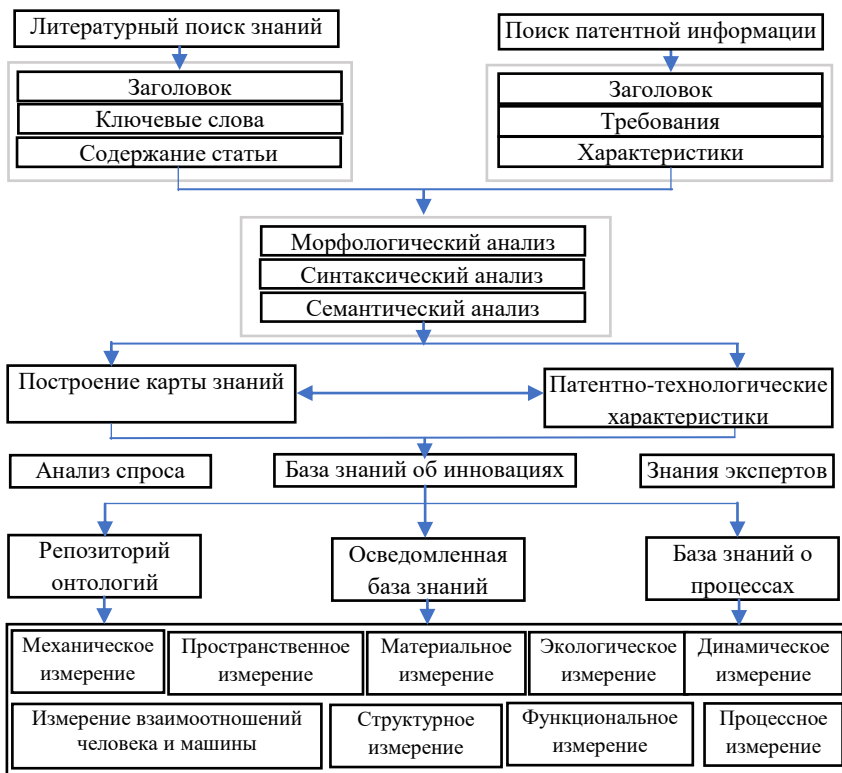 Литературный поиск знаний
Поиск патентной информации
Заголовок
Ключевые слова
Содержание статьи
Заголовок
Требования
Характеристики
Морфологический анализ
Синтаксический анализ
Семантический анализ
Построение карты знаний
Патентно-технологические
характеристики
Анализ спроса
База знаний об инновациях
Знания экспертов
Репозиторий
онтологий
Осведомленная
база знаний
База знаний о
процессах
Механическое
измерение
Пространственное
измерение
Материальное
измерение
Экологическое
измерение
Динамическое
измерение
Измерение взаимоотношений
человека и машины
Структурное
измерение
Функциональное
измерение
Процессное
измерение